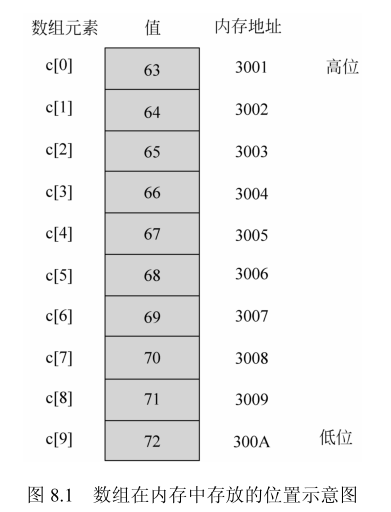 数组元素 值 内存地址
c[0] 63 3001 高位
c[1] 64 3002
c[2] 65 3003
c[3] 66 3004
c[4] 67 3005
c[5] 68 3006
c[6] 69 3007
c[7] 70 3008
c[8] 71 3009
c[9] 72 300A 低位
图 8.1 数组在内存中存放的位置示意图